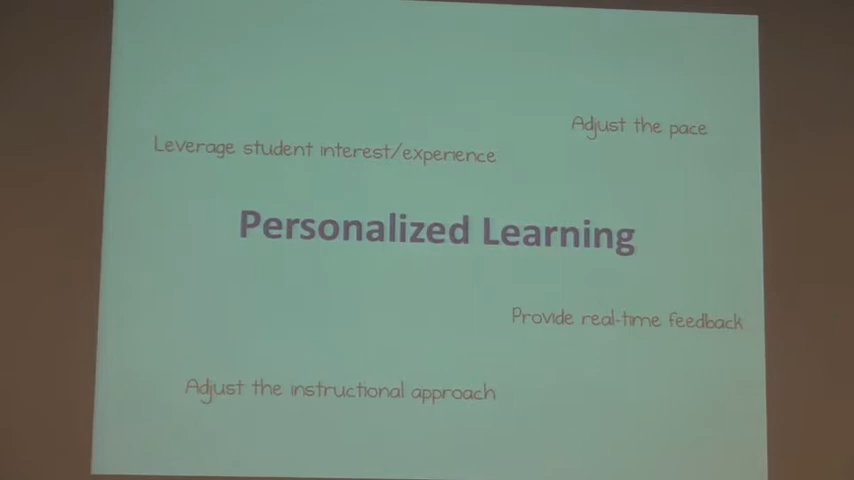 Adjust the pace
Leverage student interest/experience
Personalized Learning
Provide real-time feedback
Adjust the instructional approach